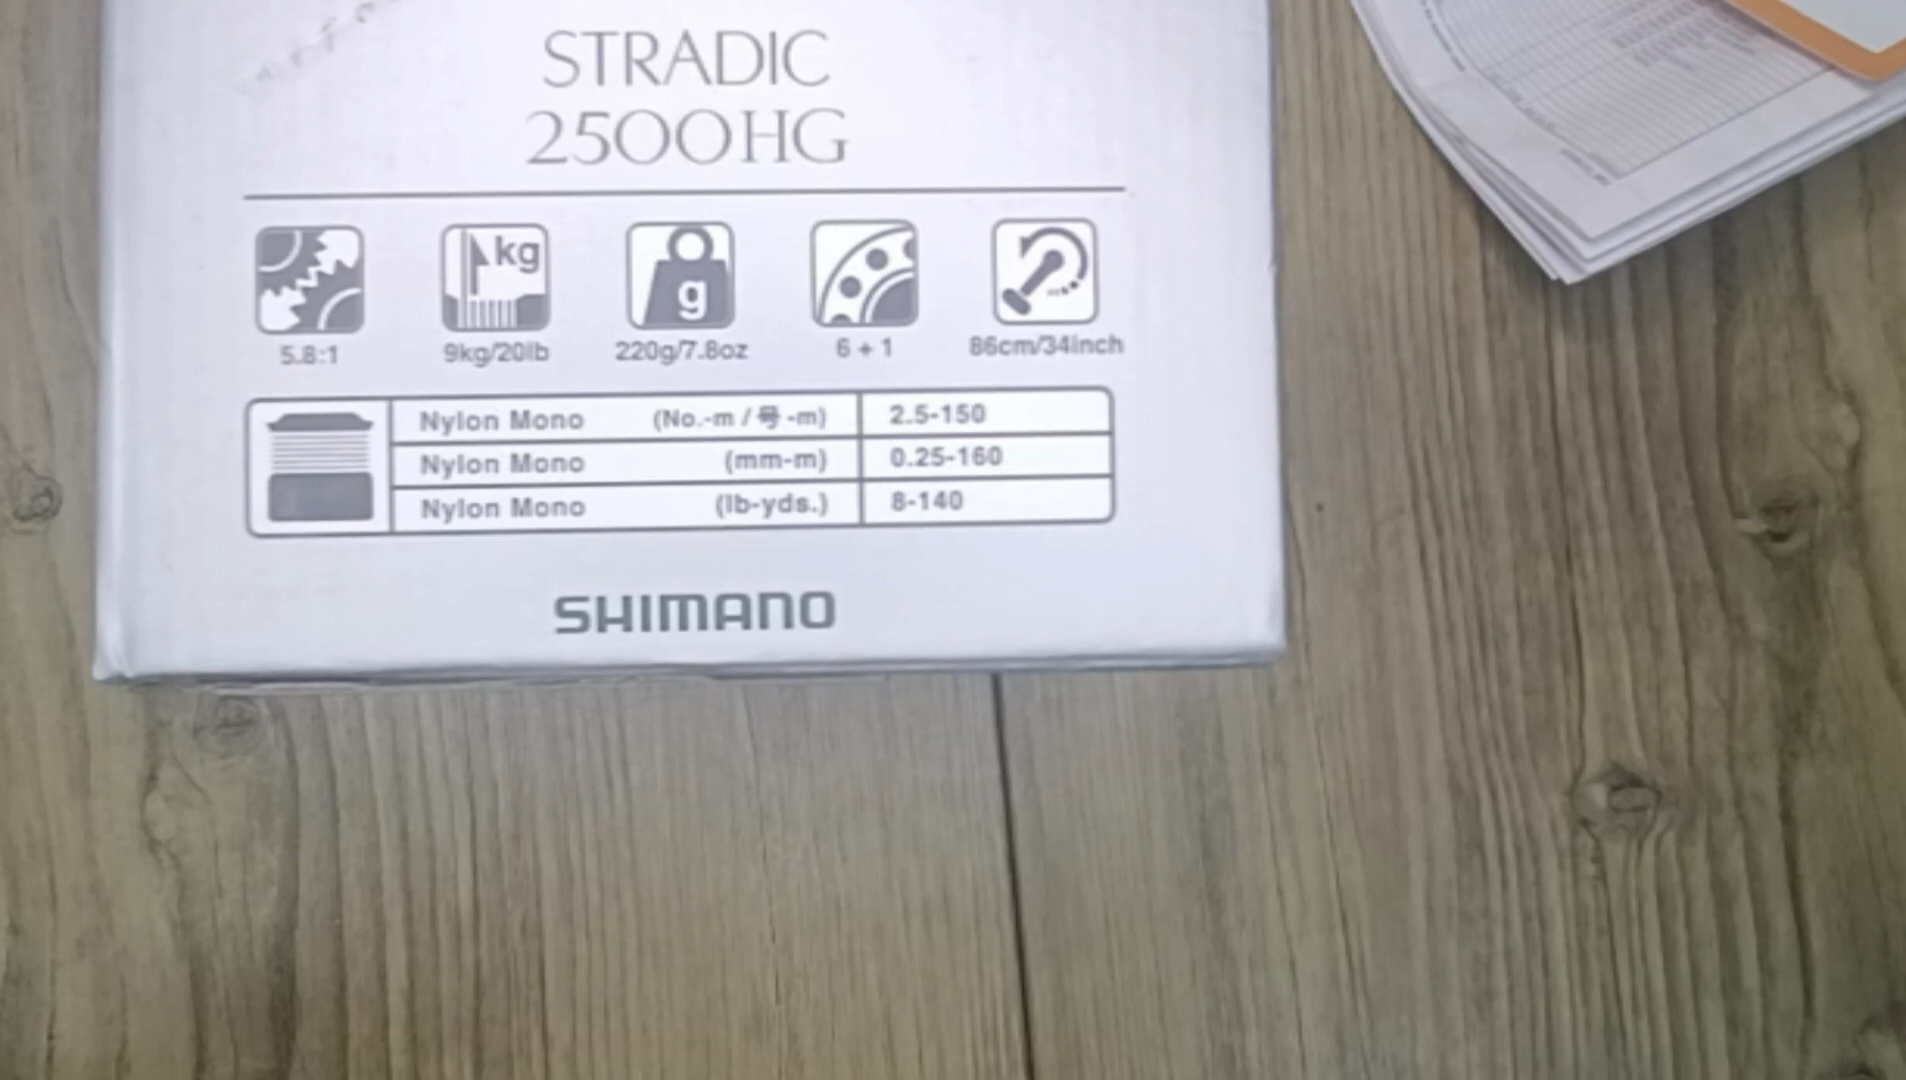 STRADIC
2500HG
kg
g
5.8:1 9kg/20lb 220g/7.8oz 6+1 86cm/34inch
Nylon Mono (No.-m / 号 -m) 2.5-150
Nylon Mono (mm-m) 0.25-160
Nylon Mono (lb-yds.) 8-140
SHIMANO